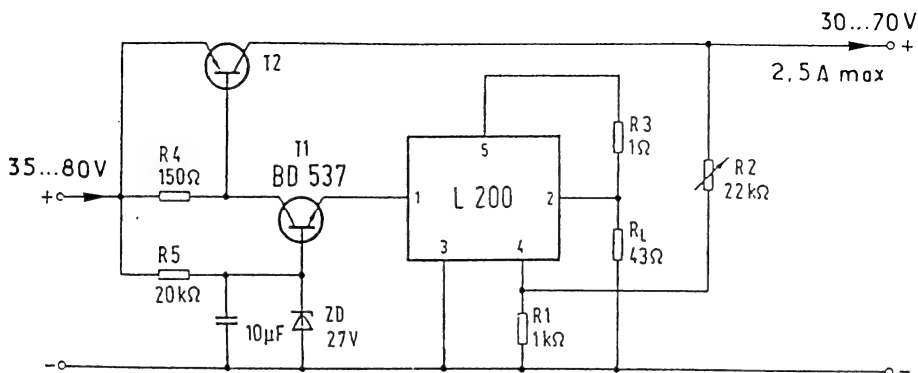 30...70V
+
2,5A max
T2
5
R3
1Ω
T1
BD 537
35...80V
+
R4
150Ω
R2
22kΩ
1
L 200
2
3
4
RL
43Ω
R5
20kΩ
10µF
ZD
27V
R1
1kΩ
-
-